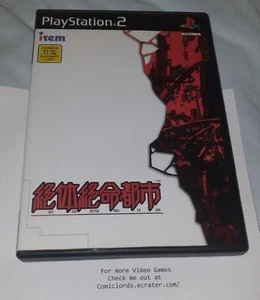 PlayStation®2
irem
絶体絶命都市
For more Video Games
Check me out at
Comiclords.ecrater.com/